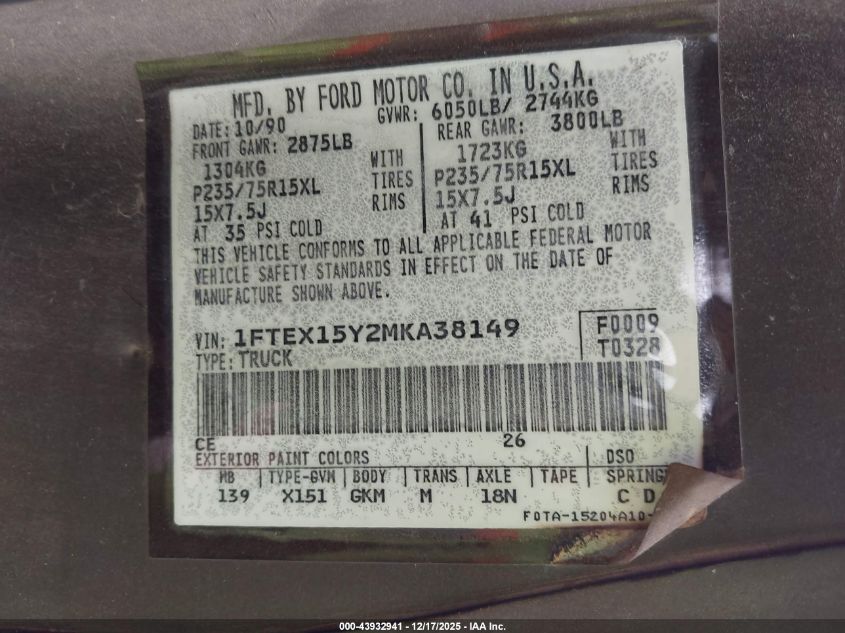 MFD. BY FORD MOTOR CO. IN U.S.A.
DATE: 10/90 GVWR: 6050LB/ 2744KG
FRONT GAWR: 2875LB REAR GAWR: 3800LB
1304KG WITH 1723KG WITH
P235/75R15XL TIRES P235/75R15XL TIRES
15X7.5J RIMS 15X7.5J RIMS
AT 35 PSI COLD AT 41 PSI COLD
THIS VEHICLE CONFORMS TO ALL APPLICABLE FEDERAL MOTOR
VEHICLE SAFETY STANDARDS IN EFFECT ON THE DATE OF
MANUFACTURE SHOWN ABOVE.
VIN: 1FTEX15Y2MKA38149 F0009
TYPE: TRUCK T0328
CE 26
EXTERIOR PAINT COLORS DSO
WB TYPE-GVW BODY TRANS AXLE TAPE SPRING
139 X151 GKM M 18N C D
F0TA-15204A10-
000-43932941 - 12/17/2025 - IAA Inc.